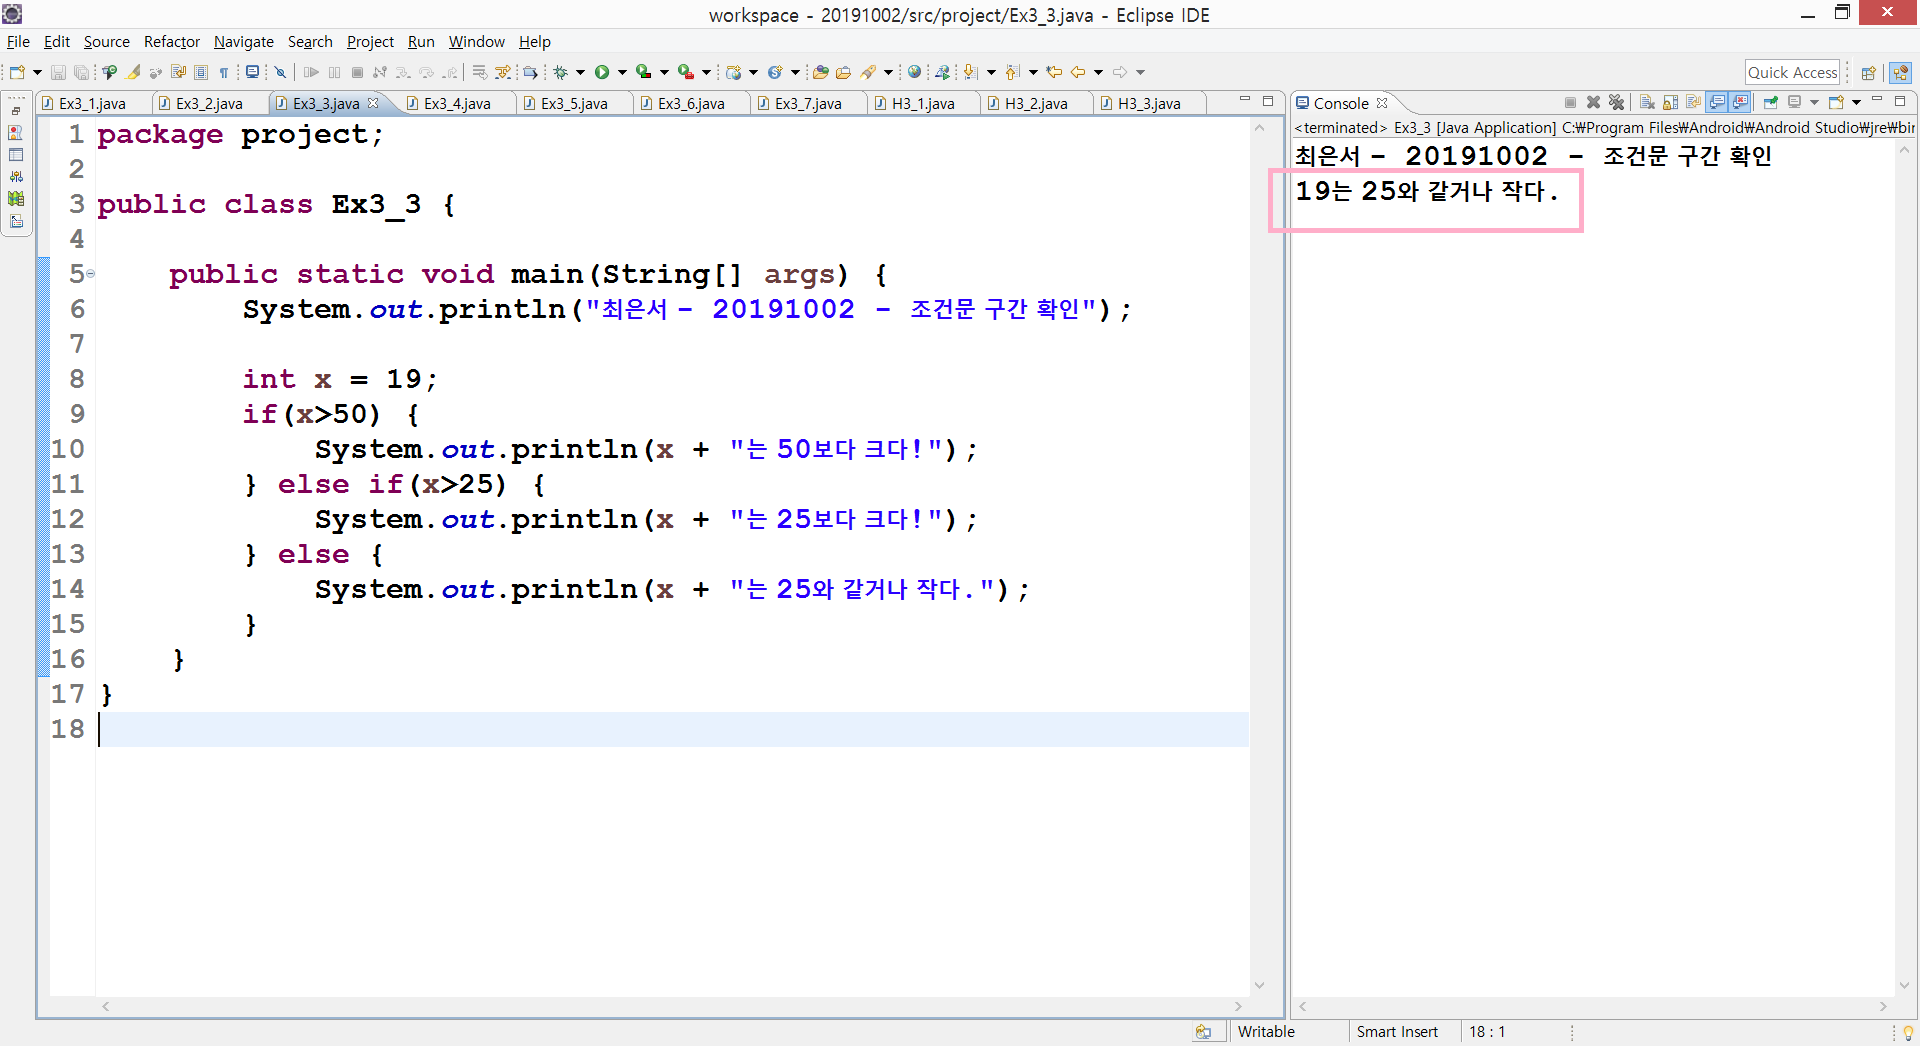 workspace - 20191002/src/project/Ex3_3.java - Eclipse IDE
File Edit Source Refactor Navigate Search Project Run Window Help
Quick Access
Ex3_1.java Ex3_2.java Ex3_3.java Ex3_4.java Ex3_5.java Ex3_6.java Ex3_7.java H3_1.java H3_2.java H3_3.java
1 package project;
2
3 public class Ex3_3 {
4
5 public static void main(String[] args) {
6 System.out.println("최은서 - 20191002 - 조건문 구간 확인");
7
8 int x = 19;
9 if(x>50) {
10 System.out.println(x + "는 50보다 크다!");
11 } else if(x>25) {
12 System.out.println(x + "는 25보다 크다!");
13 } else {
14 System.out.println(x + "는 25와 같거나 작다.");
15 }
16 }
17 }
18
Console
<terminated> Ex3_3 [Java Application] C:₩Program Files₩Android₩Android Studio₩jre₩bin
최은서 - 20191002 - 조건문 구간 확인
19는 25와 같거나 작다.
Writable Smart Insert 18 : 1